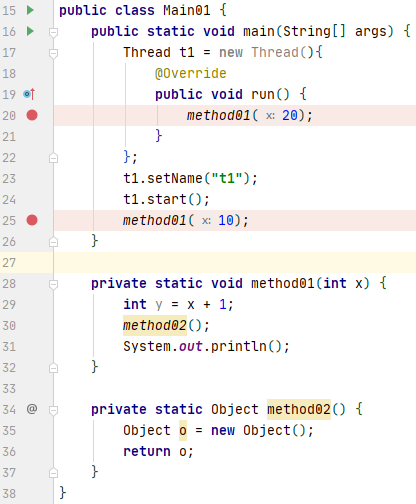 15 public class Main01 {
16 public static void main(String[] args) {
17 Thread t1 = new Thread(){
18 @Override
19 public void run() {
20 method01( x: 20);
21 }
22 };
23 t1.setName("t1");
24 t1.start();
25 method01( x: 10);
26 }
27
28 private static void method01(int x) {
29 int y = x + 1;
30 method02();
31 System.out.println();
32 }
33
34 @ private static Object method02() {
35 Object o = new Object();
36 return o;
37 }
38 }